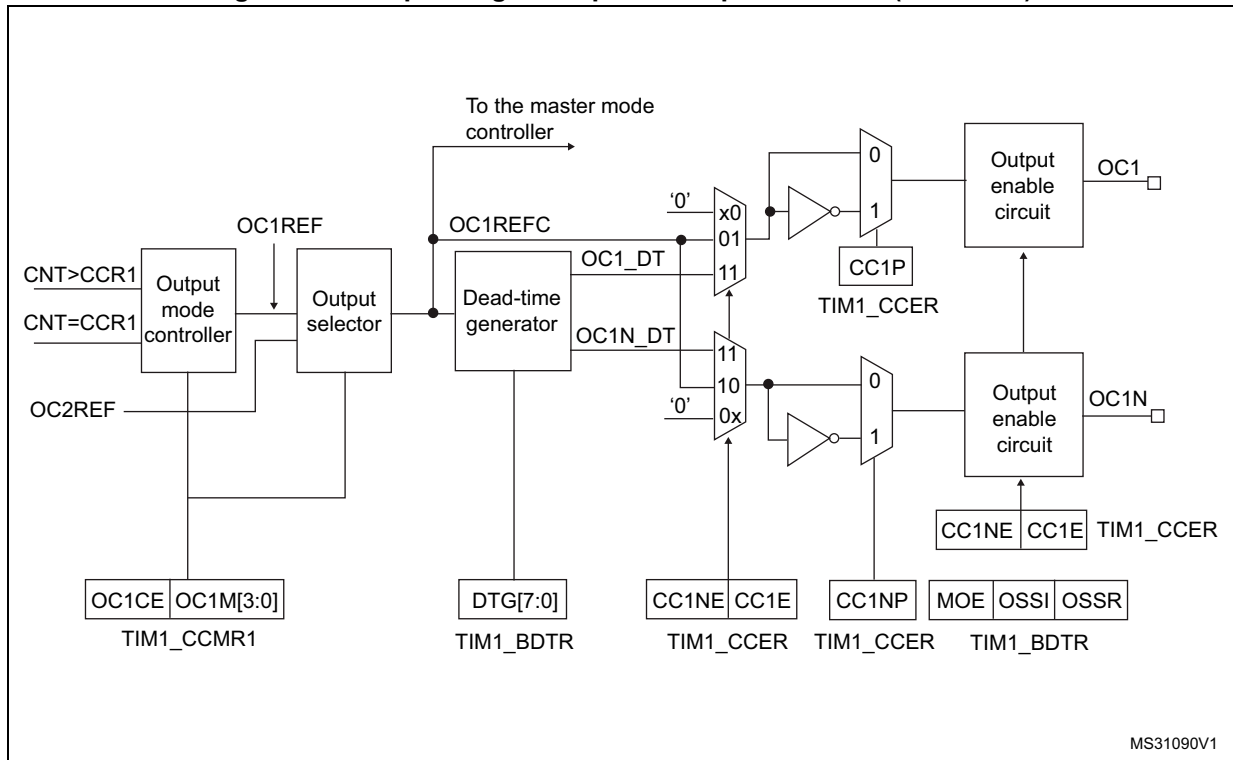 To the master mode
controller
'0'
x0
01
11
0
1
Output
enable
circuit
OC1
OC1REF
OC1REFC
OC1_DT
CC1P
TIM1_CCER
CNT>CCR1
CNT=CCR1
Output
mode
controller
Output
selector
Dead-time
generator
OC1N_DT
11
10
0x
'0'
0
1
Output
enable
circuit
OC1N
OC2REF
CC1NE CC1E TIM1_CCER
OC1CE OC1M[3:0]
TIM1_CCMR1
DTG[7:0]
TIM1_BDTR
CC1NE CC1E
TIM1_CCER
CC1NP
TIM1_CCER
MOE OSSI OSSR
TIM1_BDTR
MS31090V1